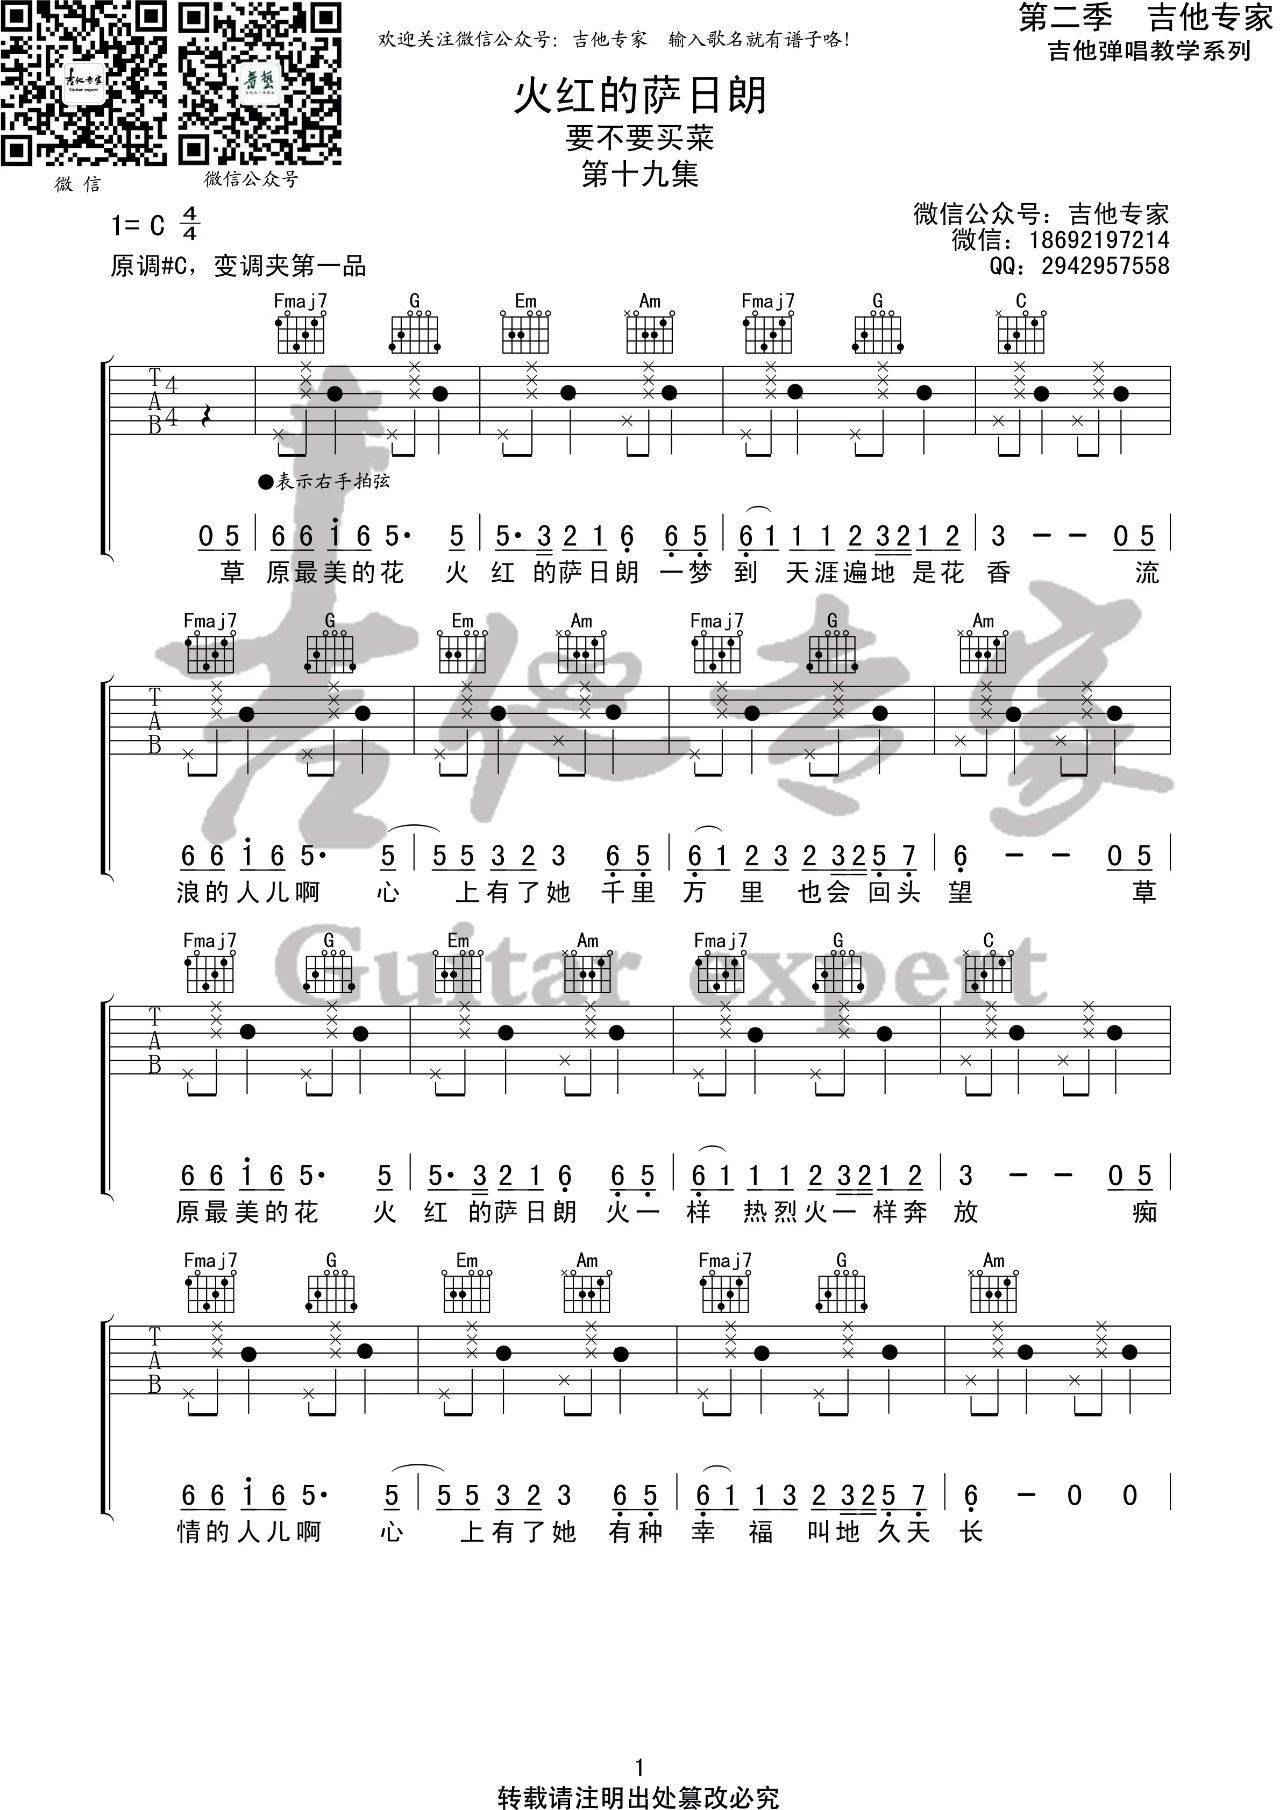 第二季　吉他专家
欢迎关注微信公众号：吉他专家　输入歌名就有谱子咯！
吉他弹唱教学系列
火红的萨日朗
要不要买菜
第十九集
吉他专家
Guitar expert
微信
微信公众号
1= C 4/4
原调#C，变调夹第一品
微信公众号：吉他专家
微信：18692197214
QQ：2942957558
Fmaj7 G Em Am Fmaj7 G C
T A B 4 4
●表示右手拍弦
0 5 | 6 6 1 6 5· 5 | 5· 3 2 1 6 6 5 | 6 1 1 1 2 3 2 1 2 | 3 - - 0 5 |
草 原最美的花 火 红 的萨日朗 一梦 到 天涯遍地 是花 香 流
Fmaj7 G Em Am Fmaj7 G Am
T A B
6 6 1 6 5· 5 | 5 5 3 2 3 6 5 | 6 1 2 3 2 3 2 5 7 | 6 - - 0 5
浪的人儿啊 心 上有了她 千里 万 里 也会 回头 望 草
Guitar expert
Fmaj7 G Em Am Fmaj7 G C
T A B
6 6 1 6 5· 5 | 5· 3 2 1 6 6 5 | 6 1 1 1 2 3 2 1 2 | 3 - - 0 5
原最美的花 火 红 的萨日朗 火一 样 热烈火一样奔 放 痴
Fmaj7 G Em Am Fmaj7 G Am
T A B
6 6 1 6 5· 5 | 5 5 3 2 3 6 5 | 6 1 1 3 2 3 2 5 7 | 6 - 0 0
情的人儿啊 心 上有了她 有种 幸 福 叫地 久天 长
1
转载请注明出处篡改必究